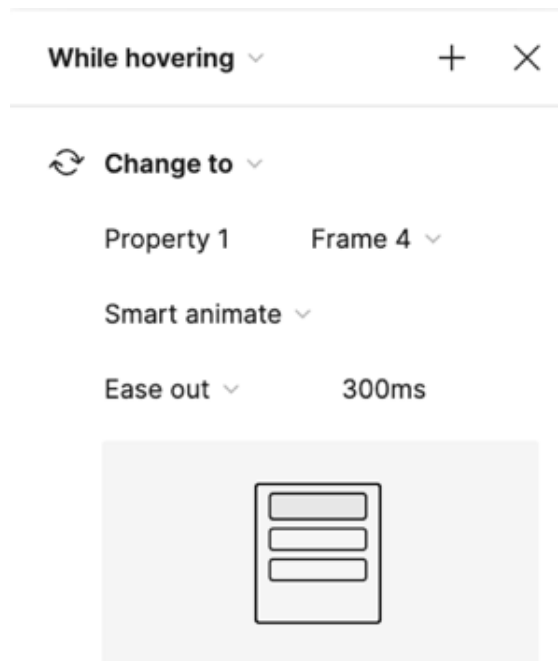 While hovering
Change to
Property 1 Frame 4
Smart animate
Ease out 300ms